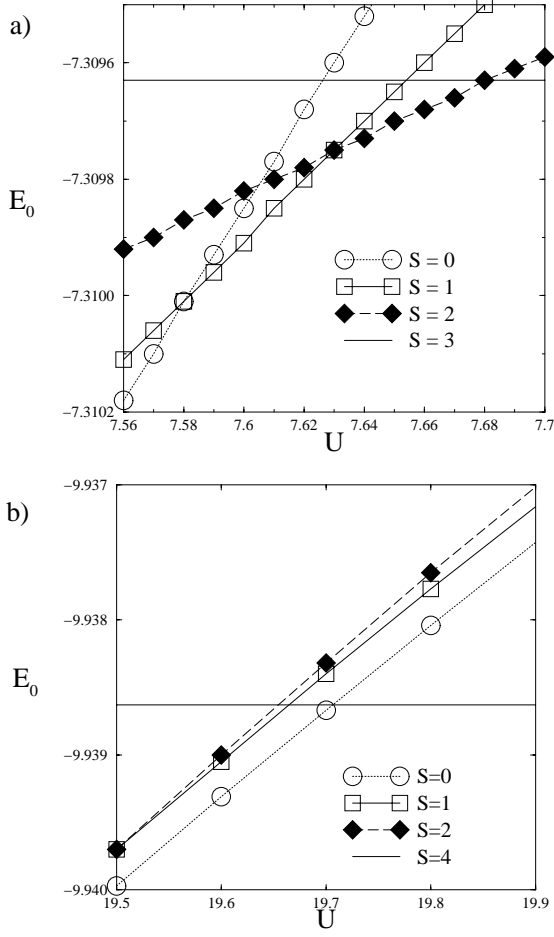 a)
−7.3096
−7.3098
−7.3100
−7.3102
E0
S = 0
S = 1
S = 2
S = 3
7.56 7.58 7.6 7.62 7.64 7.66 7.68 7.7
U
b)
−9.937
−9.938
−9.939
−9.940
E0
S=0
S=1
S=2
S=4
19.5 19.6 19.7 19.8 19.9
U